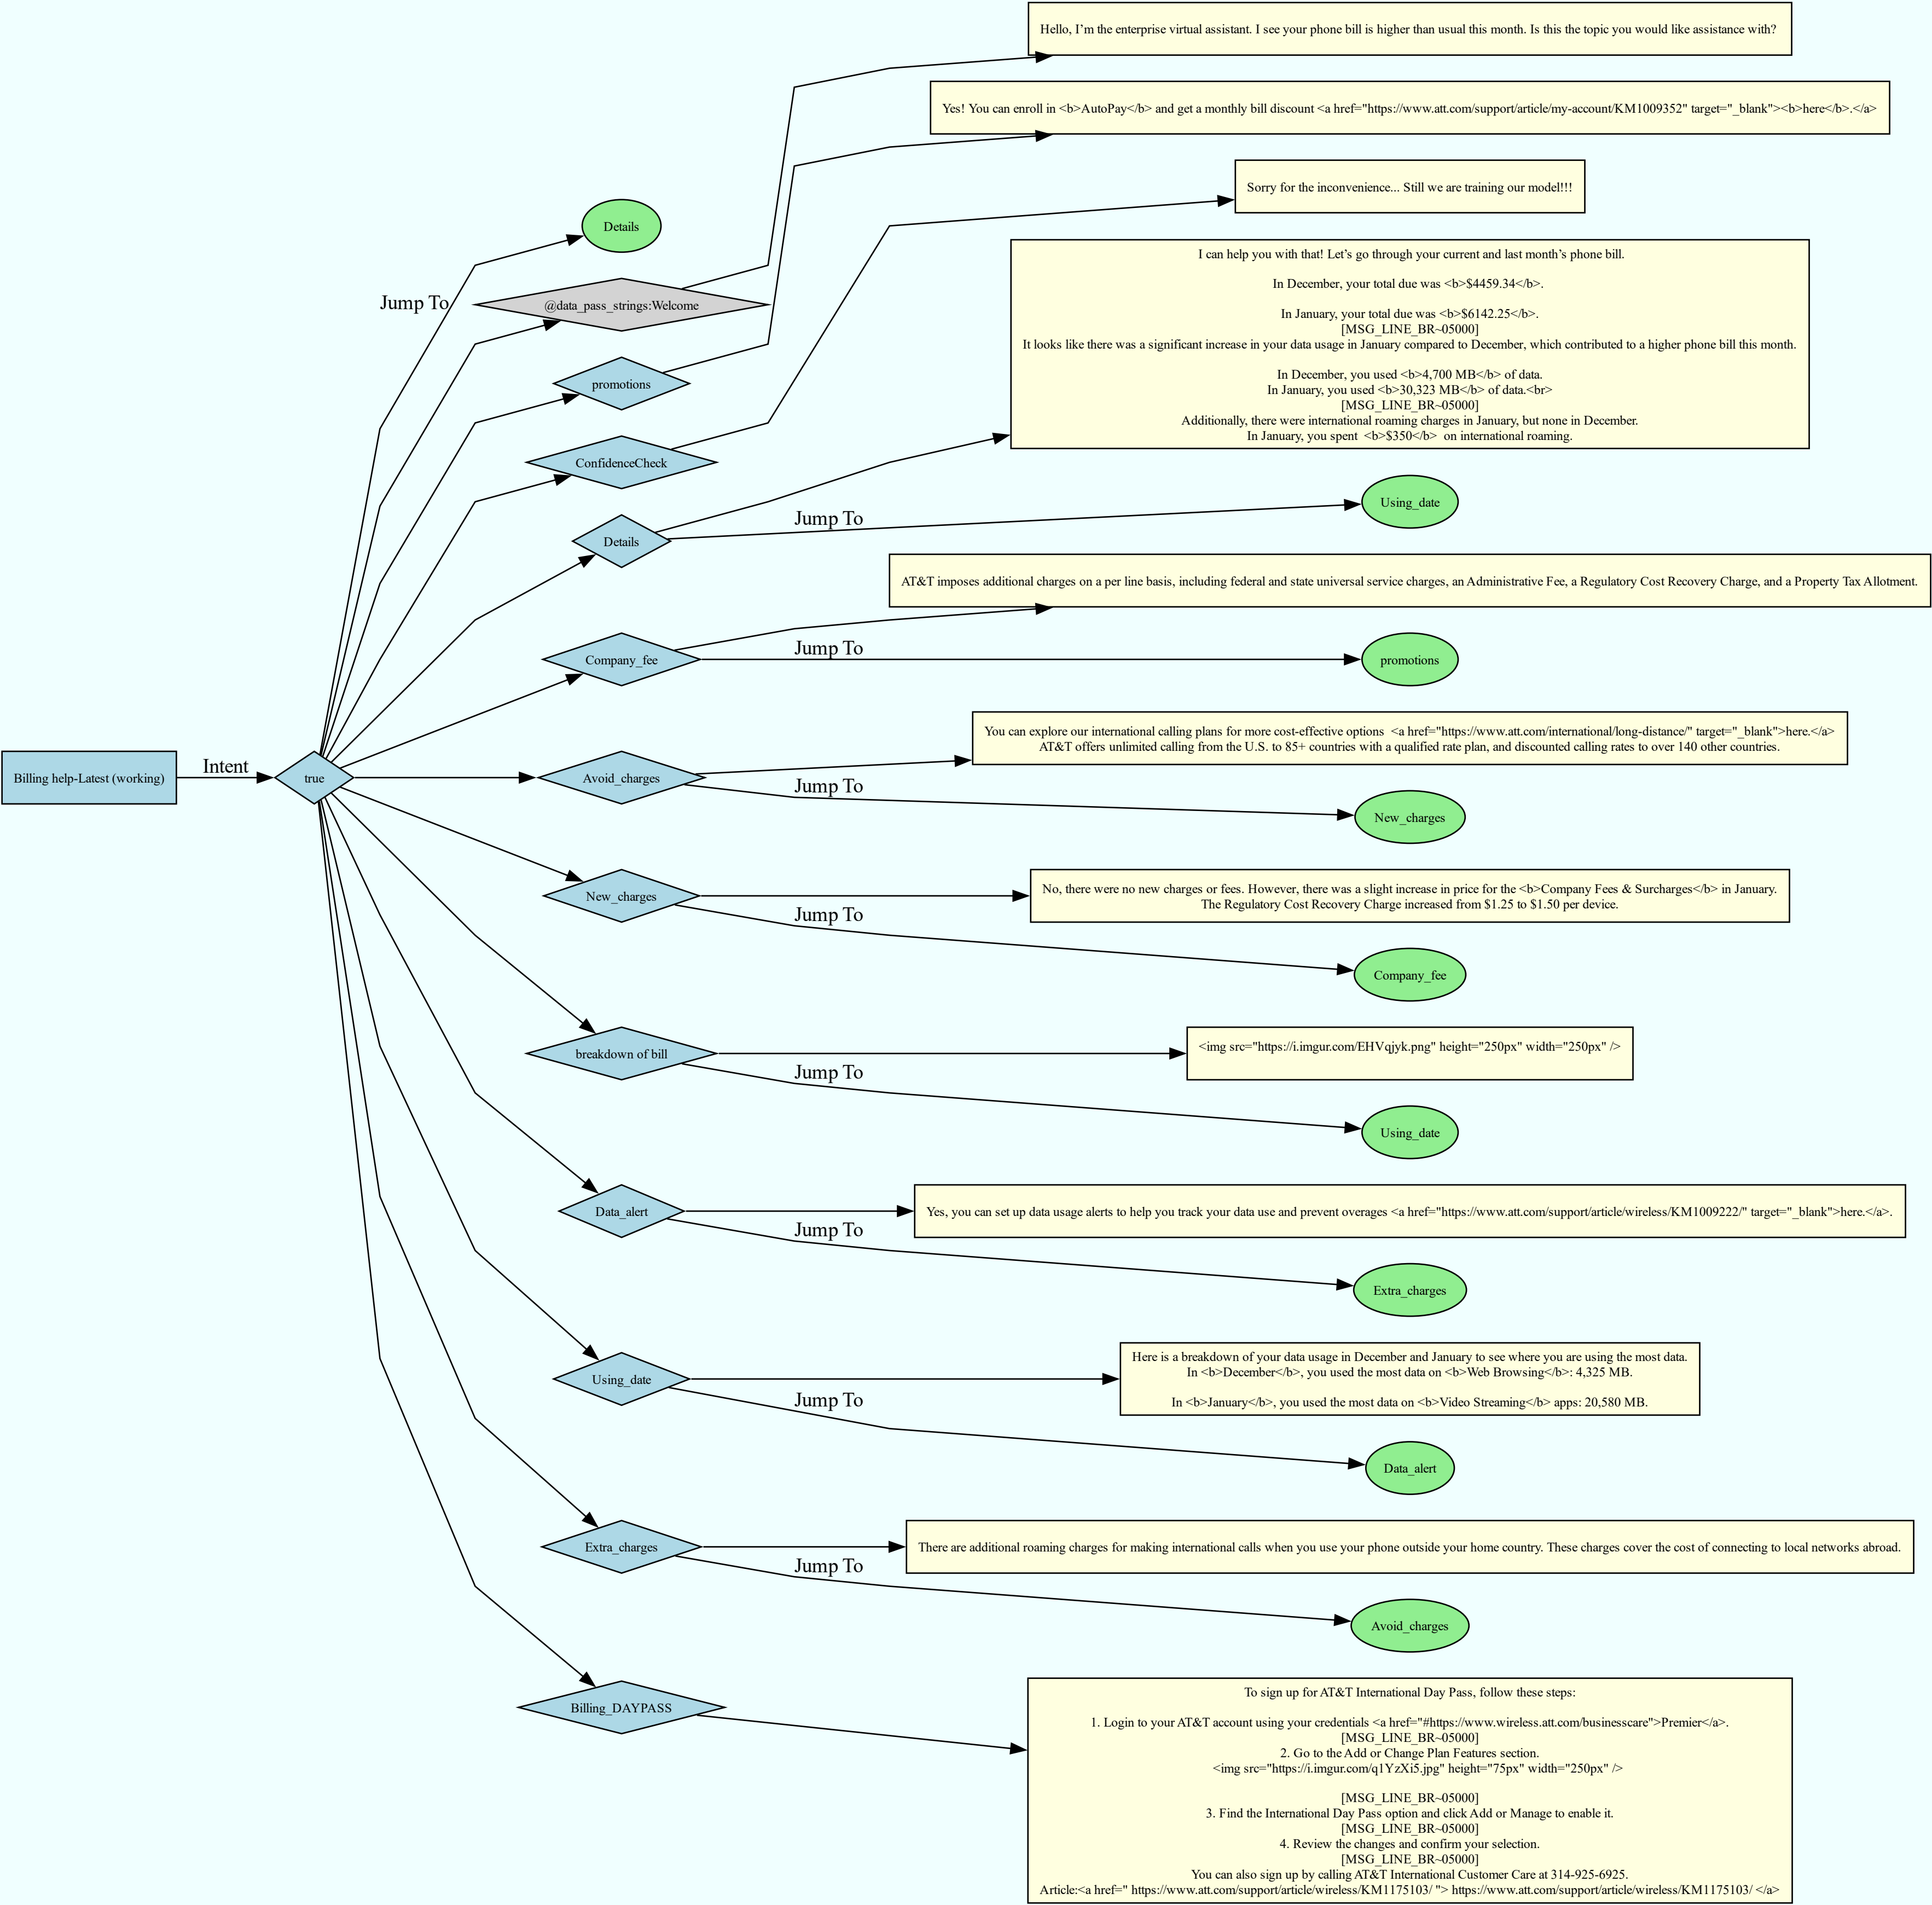 Hello, I’m the enterprise virtual assistant. I see your phone bill is higher than usual this month. Is this the topic you would like assistance with?
Yes! You can enroll in <b>AutoPay</b> and get a monthly bill discount <a href="https://www.att.com/support/article/my-account/KM1009352" target="_blank"><b>here</b>.</a>
Sorry for the inconvenience... Still we are training our model!!!
Details
Jump To
@data_pass_strings:Welcome
promotions
ConfidenceCheck
I can help you with that! Let’s go through your current and last month’s phone bill.
In December, your total due was <b>$4459.34</b>.
In January, your total due was <b>$6142.25</b>.
[MSG_LINE_BR~05000]
It looks like there was a significant increase in your data usage in January compared to December, which contributed to a higher phone bill this month.
In December, you used <b>4,700 MB</b> of data.
In January, you used <b>30,323 MB</b> of data.<br>
[MSG_LINE_BR~05000]
Additionally, there were international roaming charges in January, but none in December.
In January, you spent  <b>$350</b>  on international roaming.
Details
Jump To
Using_date
AT&T imposes additional charges on a per line basis, including federal and state universal service charges, an Administrative Fee, a Regulatory Cost Recovery Charge, and a Property Tax Allotment.
Company_fee
Jump To
promotions
Billing help-Latest (working)
Intent
true
Avoid_charges
You can explore our international calling plans for more cost-effective options  <a href="https://www.att.com/international/long-distance/" target="_blank">here.</a>
AT&T offers unlimited calling from the U.S. to 85+ countries with a qualified rate plan, and discounted calling rates to over 140 other countries.
Jump To
New_charges
New_charges
No, there were no new charges or fees. However, there was a slight increase in price for the <b>Company Fees & Surcharges</b> in January.
The Regulatory Cost Recovery Charge increased from $1.25 to $1.50 per device.
Jump To
Company_fee
breakdown of bill
<img src="https://i.imgur.com/EHVqjyk.png" height="250px" width="250px" />
Jump To
Using_date
Data_alert
Yes, you can set up data usage alerts to help you track your data use and prevent overages <a href="https://www.att.com/support/article/wireless/KM1009222/" target="_blank">here.</a>.
Jump To
Extra_charges
Using_date
Here is a breakdown of your data usage in December and January to see where you are using the most data.
In <b>December</b>, you used the most data on <b>Web Browsing</b>: 4,325 MB.
In <b>January</b>, you used the most data on <b>Video Streaming</b> apps: 20,580 MB.
Jump To
Data_alert
Extra_charges
There are additional roaming charges for making international calls when you use your phone outside your home country. These charges cover the cost of connecting to local networks abroad.
Jump To
Avoid_charges
Billing_DAYPASS
To sign up for AT&T International Day Pass, follow these steps:
1. Login to your AT&T account using your credentials <a href="#https://www.wireless.att.com/businesscare">Premier</a>.
[MSG_LINE_BR~05000]
2. Go to the Add or Change Plan Features section.
<img src="https://i.imgur.com/q1YzXi5.jpg" height="75px" width="250px" />
[MSG_LINE_BR~05000]
3. Find the International Day Pass option and click Add or Manage to enable it.
[MSG_LINE_BR~05000]
4. Review the changes and confirm your selection.
[MSG_LINE_BR~05000]
You can also sign up by calling AT&T International Customer Care at 314-925-6925.
Article:<a href=" https://www.att.com/support/article/wireless/KM1175103/ "> https://www.att.com/support/article/wireless/KM1175103/ </a>